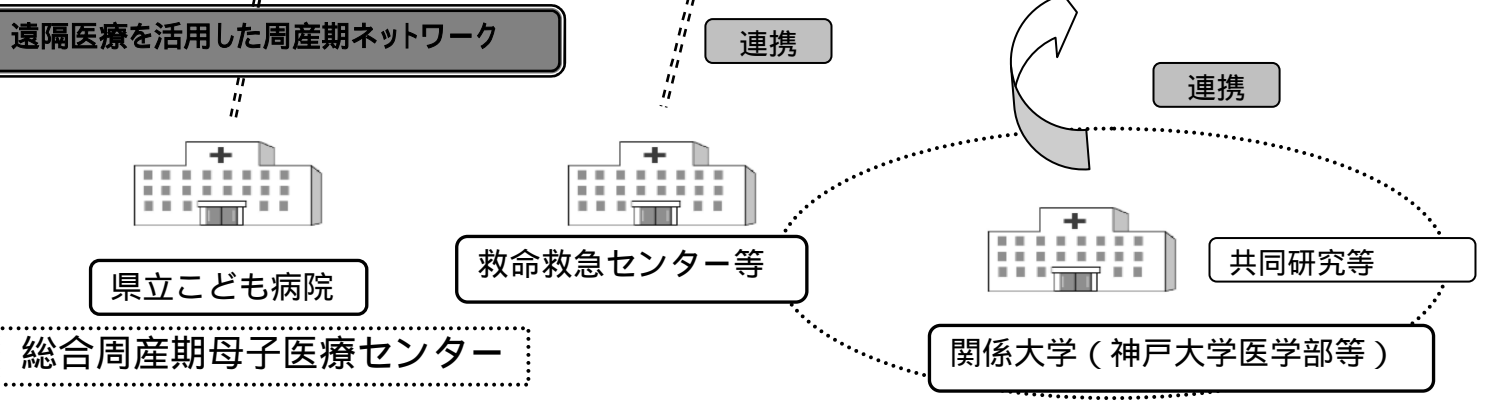 遠隔医療を活用した周産期ネットワーク
連携
連携
県立こども病院
救命救急センター等
共同研究等
総合周産期母子医療センター
関係大学(神戸大学医学部等)